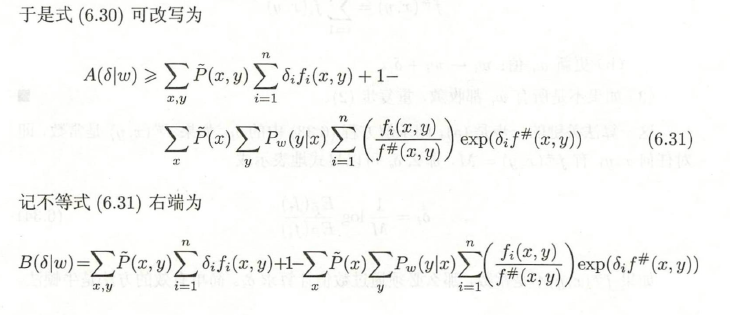 于是式 (6.30) 可改写为
A(δ|w) ⩾ ∑_{x,y} P̃(x,y) ∑_{i=1}^{n} δ_i f_i(x,y) + 1−
∑_x P̃(x) ∑_y P_w(y|x) ∑_{i=1}^{n} ( f_i(x,y) / f^#(x,y) ) exp(δ_i f^#(x,y)) (6.31)
记不等式 (6.31) 右端为
B(δ|w)=∑_{x,y} P̃(x,y) ∑_{i=1}^{n} δ_i f_i(x,y)+1−∑_x P̃(x) ∑_y P_w(y|x) ∑_{i=1}^{n} ( f_i(x,y) / f^#(x,y) ) exp(δ_i f^#(x,y))